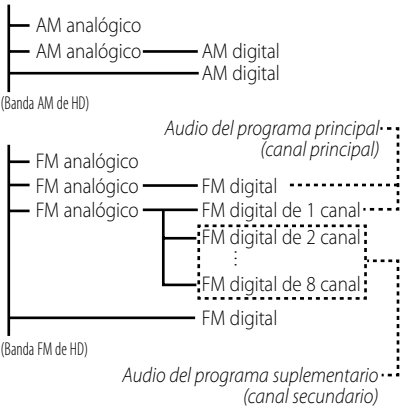 AM analógico
AM analógico AM digital
AM digital
(Banda AM de HD)
Audio del programa principal
(canal principal)
FM analógico
FM analógico FM digital
FM analógico FM digital de 1 canal
FM digital de 2 canal
FM digital de 8 canal
FM digital
(Banda FM de HD)
Audio del programa suplementario
(canal secundario)